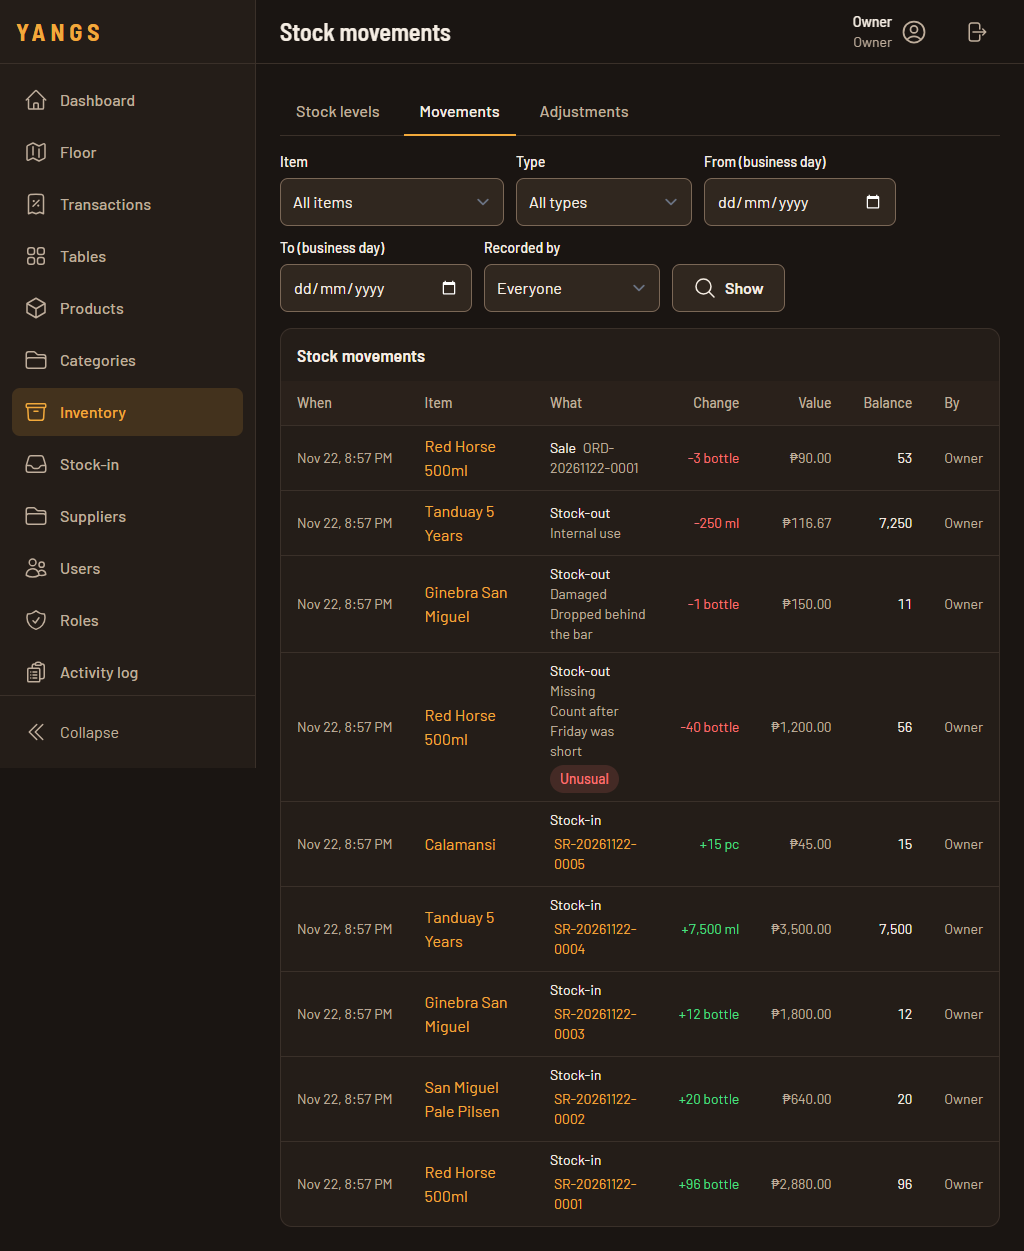 YANGS
Stock movements
Owner
Owner
Dashboard
Floor
Transactions
Tables
Products
Categories
Inventory
Stock-in
Suppliers
Users
Roles
Activity log
Collapse
Stock levels Movements Adjustments
Item Type From (business day)
All items All types dd/mm/yyyy
To (business day) Recorded by
dd/mm/yyyy Everyone Show
Stock movements
When Item What Change Value Balance By
Nov 22, 8:57 PM Red Horse 500ml Sale ORD-20261122-0001 -3 bottle ₱90.00 53 Owner
Nov 22, 8:57 PM Tanduay 5 Years Stock-out Internal use -250 ml ₱116.67 7,250 Owner
Nov 22, 8:57 PM Ginebra San Miguel Stock-out Damaged Dropped behind the bar -1 bottle ₱150.00 11 Owner
Nov 22, 8:57 PM Red Horse 500ml Stock-out Missing Count after Friday was short Unusual -40 bottle ₱1,200.00 56 Owner
Nov 22, 8:57 PM Calamansi Stock-in SR-20261122-0005 +15 pc ₱45.00 15 Owner
Nov 22, 8:57 PM Tanduay 5 Years Stock-in SR-20261122-0004 +7,500 ml ₱3,500.00 7,500 Owner
Nov 22, 8:57 PM Ginebra San Miguel Stock-in SR-20261122-0003 +12 bottle ₱1,800.00 12 Owner
Nov 22, 8:57 PM San Miguel Pale Pilsen Stock-in SR-20261122-0002 +20 bottle ₱640.00 20 Owner
Nov 22, 8:57 PM Red Horse 500ml Stock-in SR-20261122-0001 +96 bottle ₱2,880.00 96 Owner